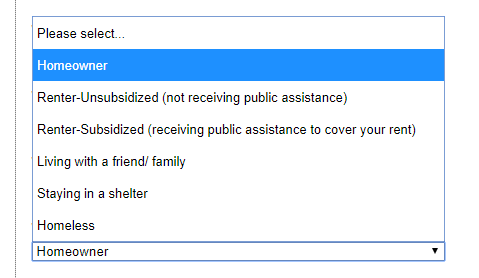 Please select...
Homeowner
Renter-Unsubsidized (not receiving public assistance)
Renter-Subsidized (receiving public assistance to cover your rent)
Living with a friend/ family
Staying in a shelter
Homeless
Homeowner